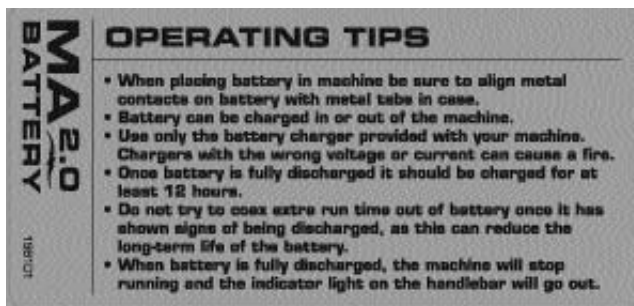 MA 2.0
BATTERY
OPERATING TIPS
• When placing battery in machine be sure to align metal
contacts on battery with metal tabs in case.
• Battery can be charged in or out of the machine.
• Use only the battery charger provided with your machine.
Chargers with the wrong voltage or current can cause a fire.
• Once battery is fully discharged it should be charged for at
least 12 hours.
• Do not try to coax extra run time out of battery once it has
shown signs of being discharged, as this can reduce the
long-term life of the battery.
• When battery is fully discharged, the machine will stop
running and the indicator light on the handlebar will go out.